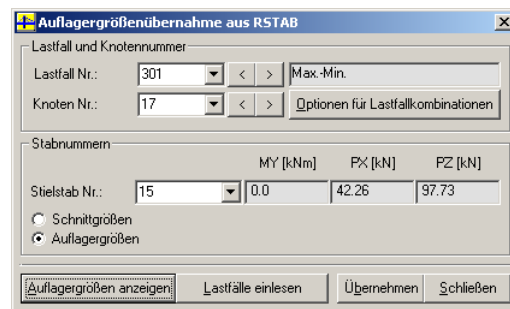 Auflagergrößenübernahme aus RSTAB
Lastfall und Knotennummer
Lastfall Nr.: 301 < > Max.-Min.
Knoten Nr.: 17 < > Optionen für Lastfallkombinationen
Stabnummern
MY [kNm] PX [kN] PZ [kN]
Stielstab Nr.: 15 0.0 42.26 97.73
Schnittgrößen
Auflagergrößen
Auflagergrößen anzeigen Lastfälle einlesen Übernehmen Schließen